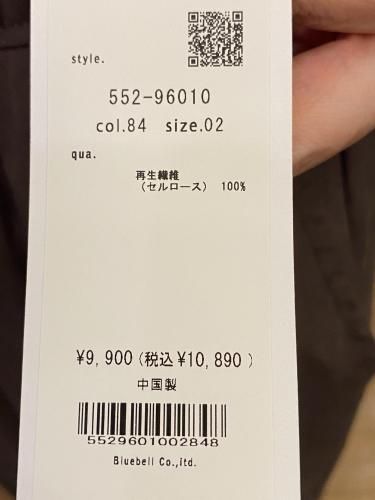 style.
552-96010
col.84 size.02
qua.
再生繊維
(セルロース) 100%
¥9,900(税込¥10,890)
中国製
5529601002848
Bluebell Co.,itd.